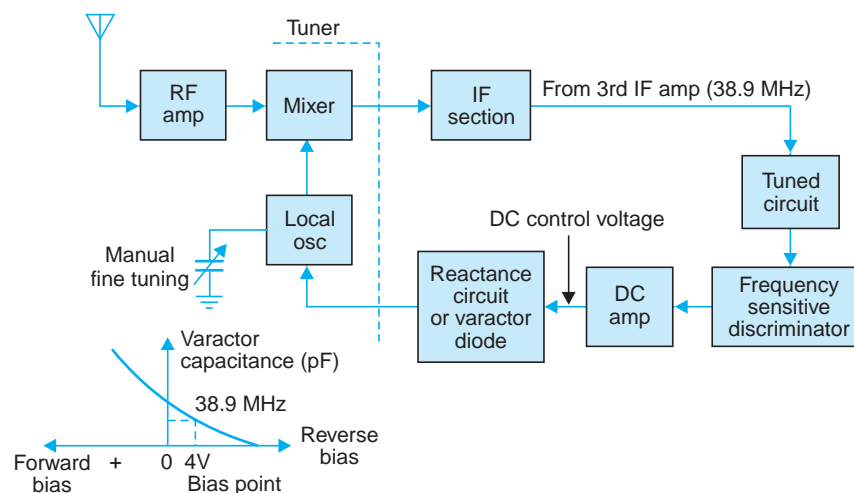 Tuner
RF
amp
Mixer
IF
section
From 3rd IF amp (38.9 MHz)
Tuned
circuit
Local
osc
DC control voltage
Manual
fine tuning
Reactance
circuit
or varactor
diode
DC
amp
Frequency
sensitive
discriminator
Varactor
capacitance (pF)
38.9 MHz
Reverse
bias
Forward
bias
+
0
4V
Bias point